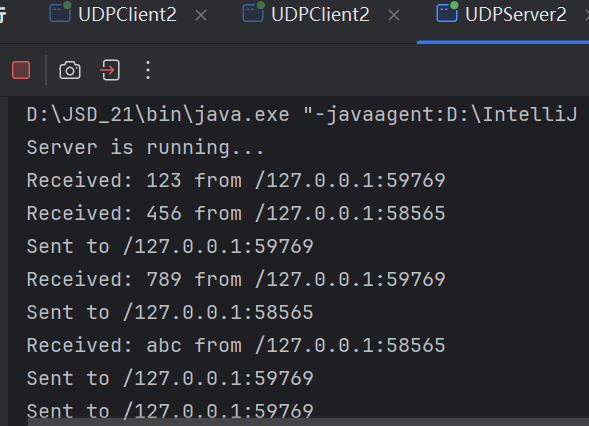 UDPClient2 UDPClient2 UDPServer2
D:\JSD_21\bin\java.exe "-javaagent:D:\IntelliJ
Server is running...
Received: 123 from /127.0.0.1:59769
Received: 456 from /127.0.0.1:58565
Sent to /127.0.0.1:59769
Received: 789 from /127.0.0.1:59769
Sent to /127.0.0.1:58565
Received: abc from /127.0.0.1:58565
Sent to /127.0.0.1:59769
Sent to /127.0.0.1:59769